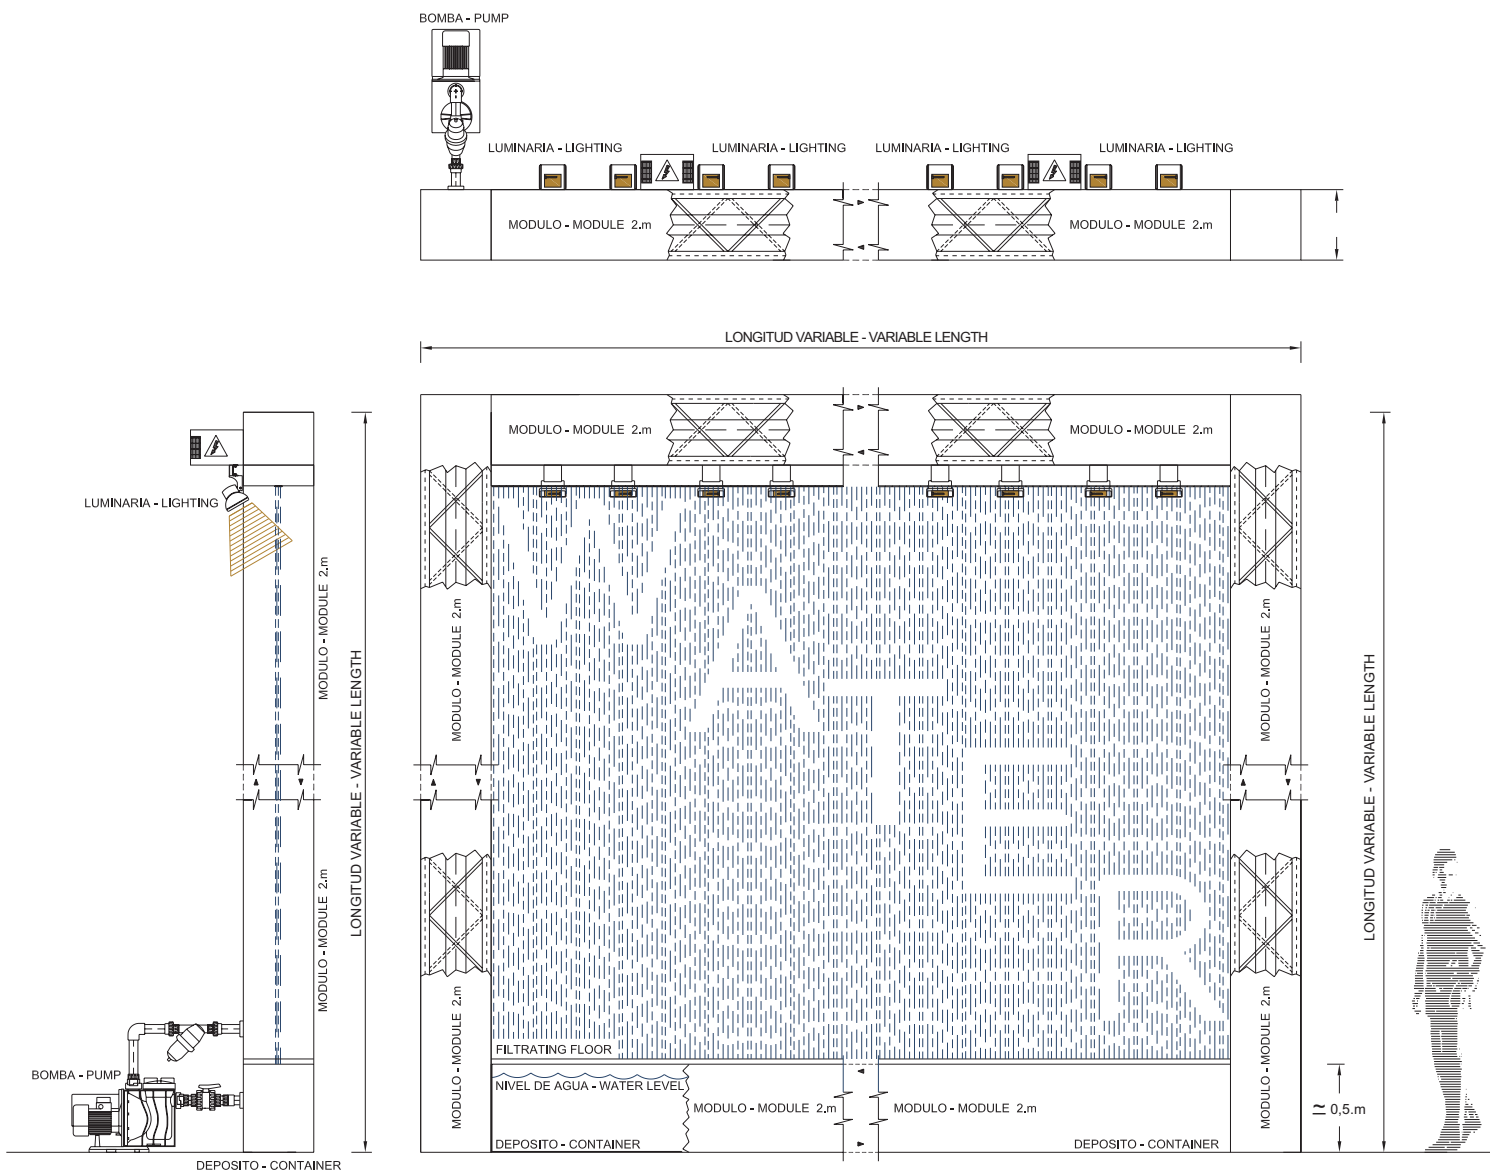 BOMBA - PUMP
LUMINARIA - LIGHTING
LUMINARIA - LIGHTING
LUMINARIA - LIGHTING
LUMINARIA - LIGHTING
MODULO - MODULE 2.m
MODULO - MODULE 2.m
LONGITUD VARIABLE - VARIABLE LENGTH
MODULO - MODULE 2.m
MODULO - MODULE 2.m
LUMINARIA - LIGHTING
MODULO - MODULE 2.m
MODULO - MODULE 2.m
LONGITUD VARIABLE - VARIABLE LENGTH
MODULO - MODULE 2.m
MODULO - MODULE 2.m
WATER
MODULO - MODULE 2.m
MODULO - MODULE 2.m
LONGITUD VARIABLE - VARIABLE LENGTH
FILTRATING FLOOR
BOMBA - PUMP
NIVEL DE AGUA - WATER LEVEL
MODULO - MODULE 2.m
MODULO - MODULE 2.m
≃ 0,5.m
DEPOSITO - CONTAINER
DEPOSITO - CONTAINER
DEPOSITO - CONTAINER